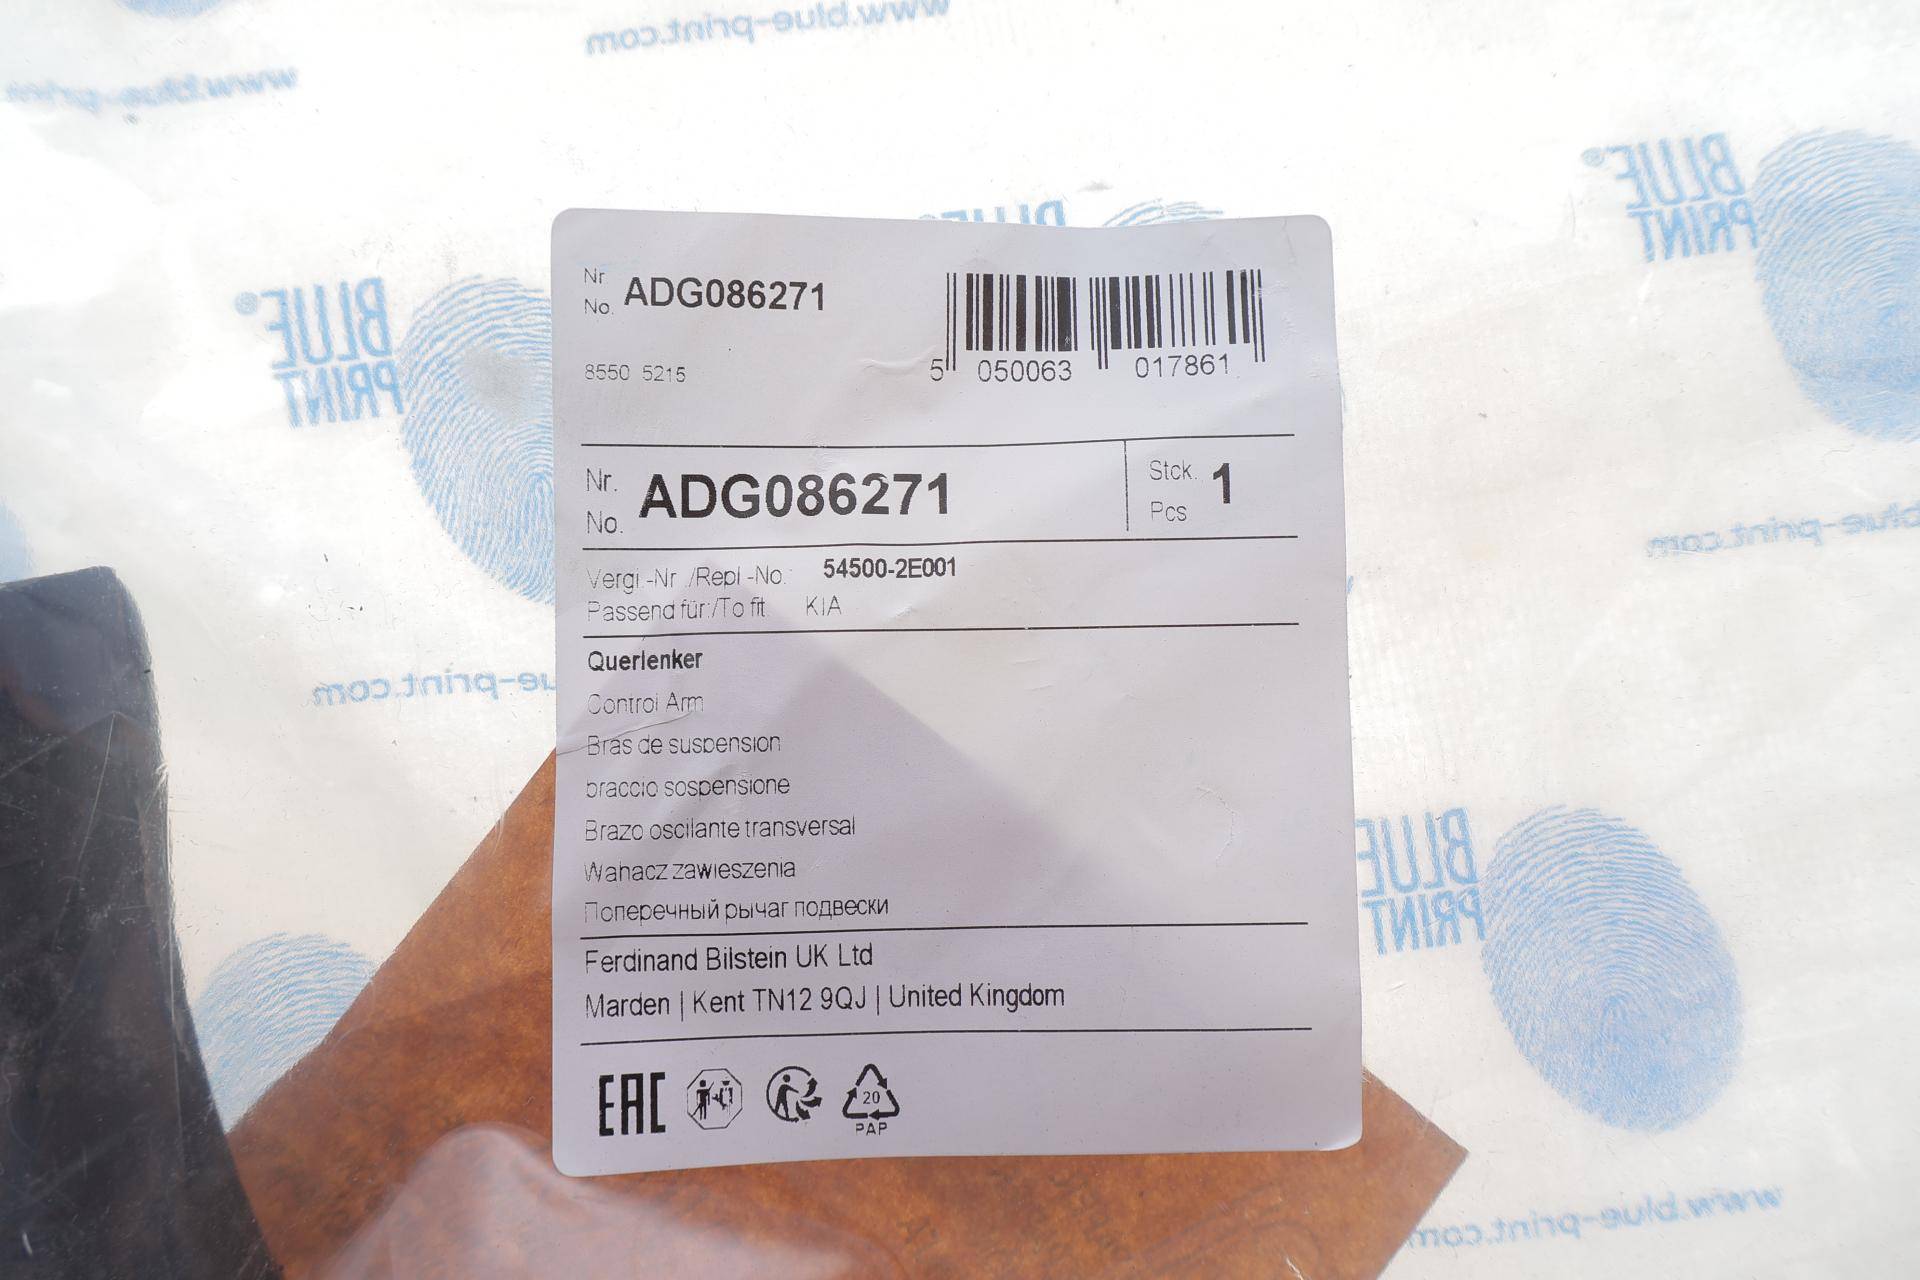 www.blue-print.com
www.blue-print
BLUE
PRINT
BLUE
BLUE®
PRINT
BLUE®
PRINT
Nr.
No. ADG086271
8550 5215
5 050063 017861
Nr.
No. ADG086271
Stck. 1
Pcs
Vergl-Nr./Repl-No.: 54500-2E001
Passend für:/To fit KIA
www.blue-print.com
Querlenker
Control Arm
blue-print.com
Bras de suspension
braccio sospensione
Brazo oscilante transversal
Wahacz zawieszenia
Поперечный рычаг подвески
BLUE
PRINT
Ferdinand Bilstein UK Ltd
Marden | Kent TN12 9QJ | United Kingdom
EAC
20
PAP
www.blue-print.com